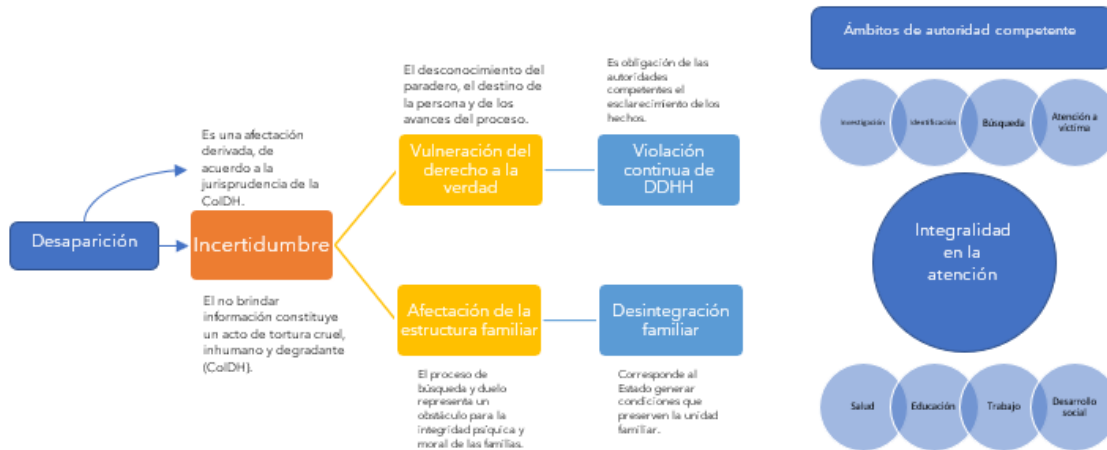 Desaparición
Es una afectación
derivada, de
acuerdo a la
jurisprudencia de la
CoIDH.
Incertidumbre
El no brindar
información constituye
un acto de tortura cruel,
inhumano y degradante
(CoIDH).
El desconocimiento del
paradero, el destino de
la persona y de los
avances del proceso.
Vulneración del
derecho a la
verdad
Es obligación de las
autoridades
competentes el
esclarecimiento de los
hechos.
Violación
continua de
DDHH
Afectación de la
estructura familiar
El proceso de
búsqueda y duelo
representa un
obstáculo para la
integridad psíquica y
moral de las familias.
Desintegración
familiar
Corresponde al
Estado generar
condiciones que
preserven la unidad
familiar.
Ámbitos de autoridad competente
Investigación
Identificación
Búsqueda
Atención a
víctima
Integralidad
en la
atención
Salud
Educación
Trabajo
Desarrollo
social